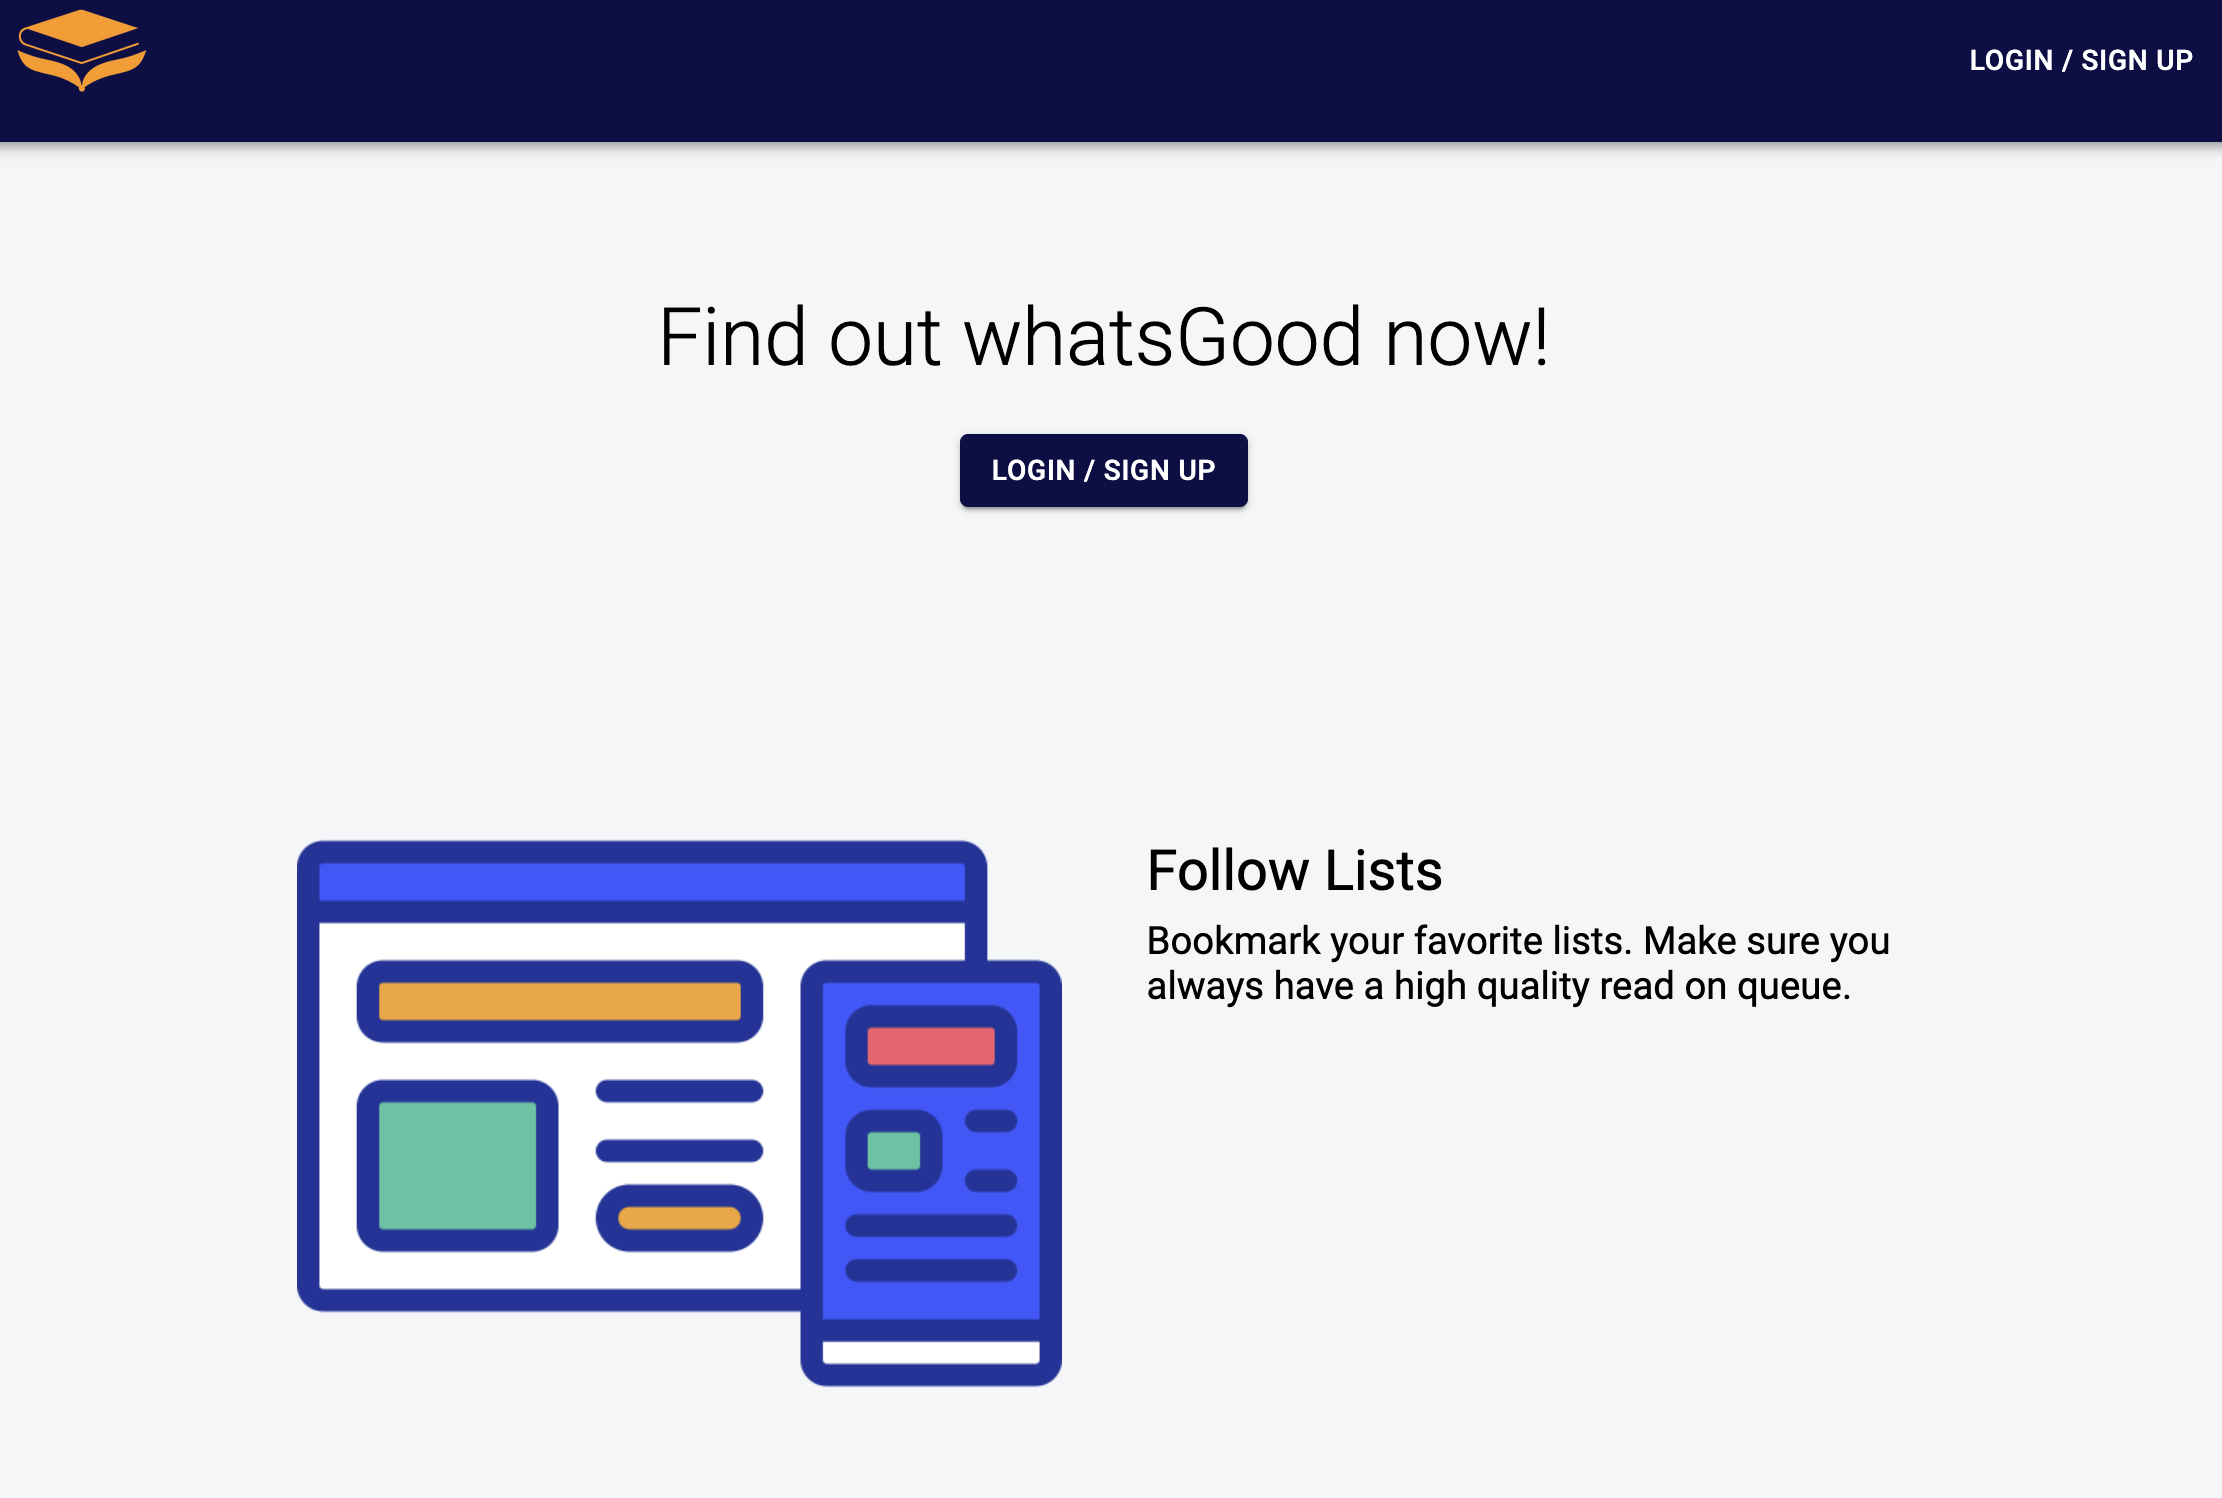 LOGIN / SIGN UP
Find out whatsGood now!
LOGIN / SIGN UP
Follow Lists
Bookmark your favorite lists. Make sure you
always have a high quality read on queue.